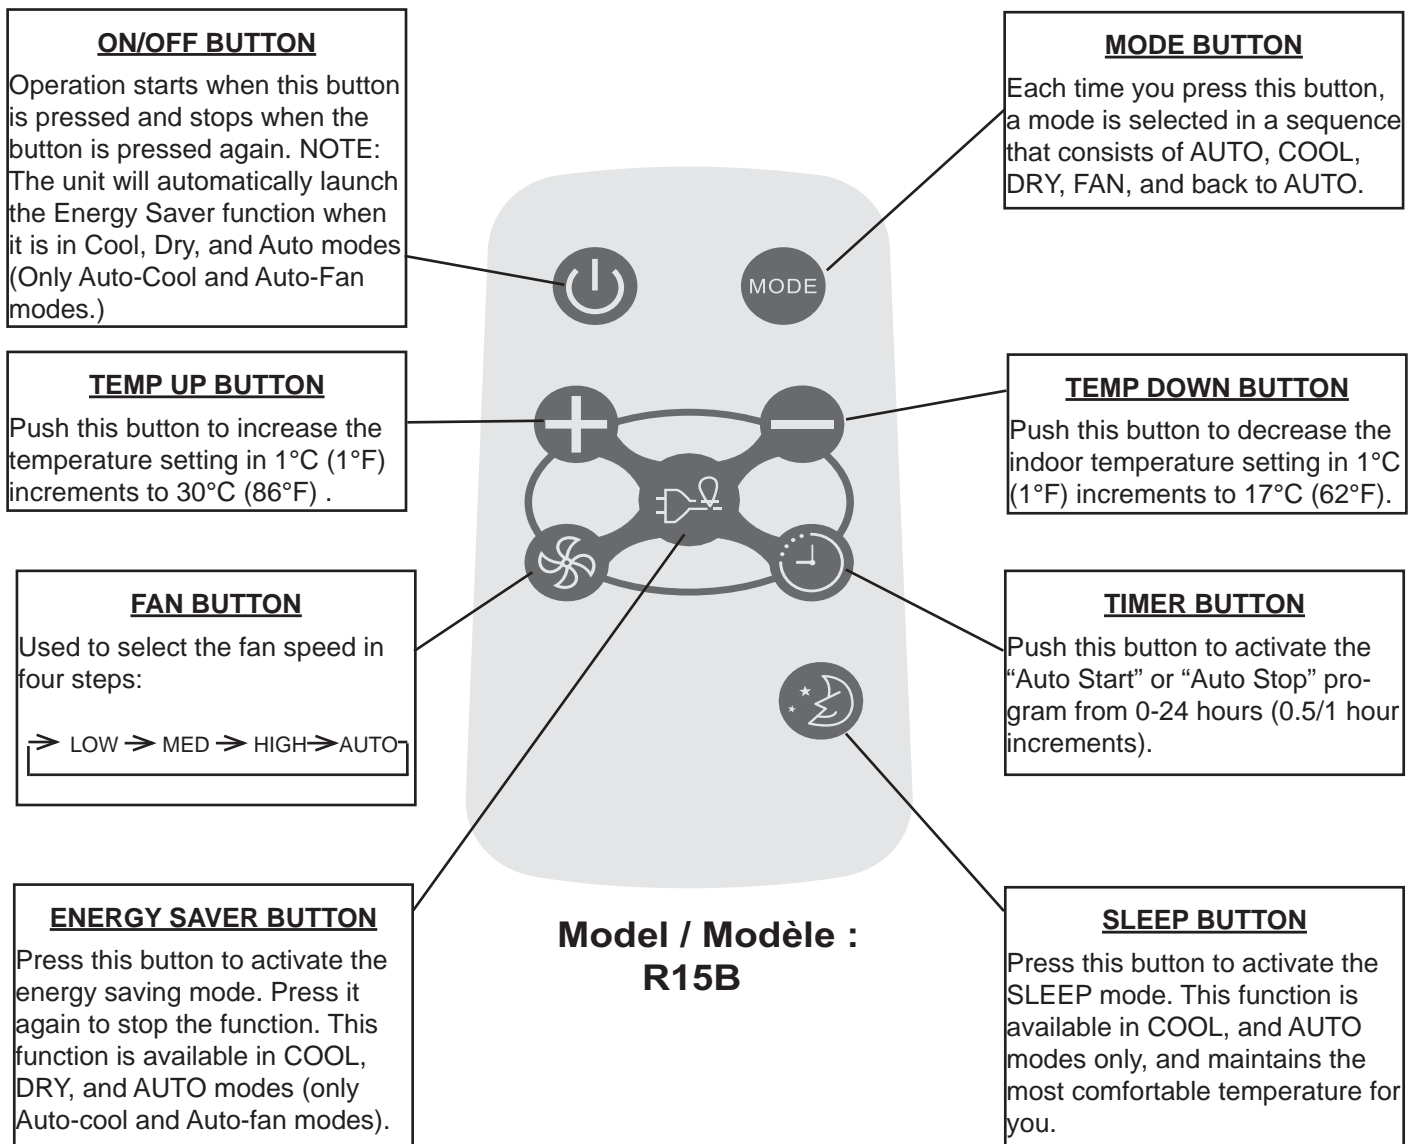 ON/OFF BUTTON
Operation starts when this button
is pressed and stops when the
button is pressed again. NOTE:
The unit will automatically launch
the Energy Saver function when
it is in Cool, Dry, and Auto modes
(Only Auto-Cool and Auto-Fan
modes.)
MODE BUTTON
Each time you press this button,
a mode is selected in a sequence
that consists of AUTO, COOL,
DRY, FAN, and back to AUTO.
MODE
TEMP UP BUTTON
Push this button to increase the
temperature setting in 1°C (1°F)
increments to 30°C (86°F) .
TEMP DOWN BUTTON
Push this button to decrease the
indoor temperature setting in 1°C
(1°F) increments to 17°C (62°F).
FAN BUTTON
Used to select the fan speed in
four steps:
LOW MED HIGH AUTO
TIMER BUTTON
Push this button to activate the
“Auto Start” or “Auto Stop” pro-
gram from 0-24 hours (0.5/1 hour
increments).
ENERGY SAVER BUTTON
Press this button to activate the
energy saving mode. Press it
again to stop the function. This
function is available in COOL,
DRY, and AUTO modes (only
Auto-cool and Auto-fan modes).
Model / Modèle :
R15B
SLEEP BUTTON
Press this button to activate the
SLEEP mode. This function is
available in COOL, and AUTO
modes only, and maintains the
most comfortable temperature for
you.